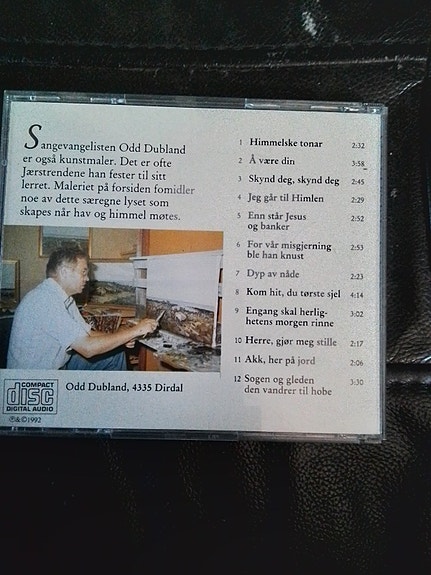 Sangevangelisten Odd Dubland
er også kunstmaler. Det er ofte
Jærstrendene han fester til sitt
lerret. Maleriet på forsiden fomidler
noe av dette særegne lyset som
skapes når hav og himmel møtes.
COMPACT
disc
DIGITAL AUDIO
℗&©1992
Odd Dubland, 4335 Dirdal
1 Himmelske tonar 2:32
2 Å være din 3:58
3 Skynd deg, skynd deg 2:45
4 Jeg går til Himlen 2:29
5 Enn står Jesus
og banker 2:52
6 For vår misgjerning
ble han knust 2:53
7 Dyp av nåde 2:23
8 Kom hit, du tørste sjel 4:14
9 Engang skal herlig-
hetens morgen rinne 3:02
10 Herre, gjør meg stille 2:17
11 Akk, her på jord 2:06
12 Sogen og gleden
den vandrer til hobe 3:30